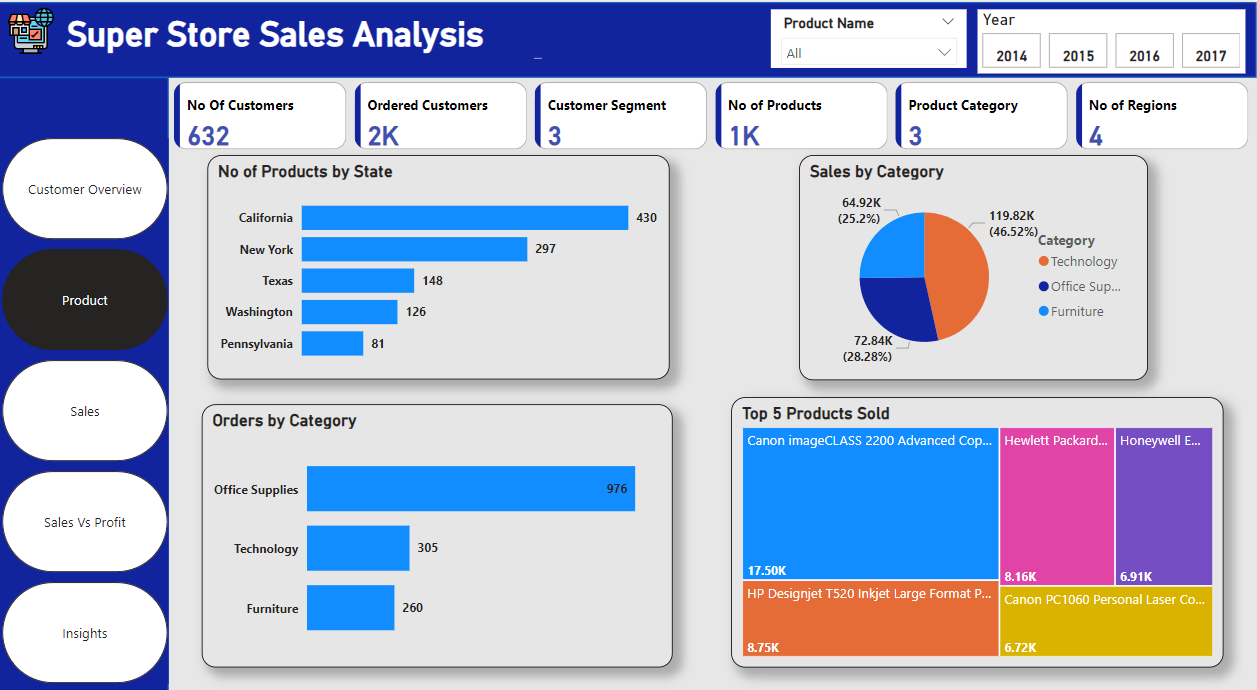 Super Store Sales Analysis
Product Name
All
Year
2014 2015 2016 2017
No Of Customers
632
Ordered Customers
2K
Customer Segment
3
No of Products
1K
Product Category
3
No of Regions
4
Customer Overview
Product
Sales
Sales Vs Profit
Insights
No of Products by State
California 430
New York 297
Texas 148
Washington 126
Pennsylvania 81
Sales by Category
64.92K
(25.2%)
119.82K
(46.52%)
72.84K
(28.28%)
Category
Technology
Office Sup...
Furniture
Orders by Category
Office Supplies 976
Technology 305
Furniture 260
Top 5 Products Sold
Canon imageCLASS 2200 Advanced Cop...
17.50K
HP Designjet T520 Inkjet Large Format P...
8.75K
Hewlett Packard...
8.16K
Honeywell E...
6.91K
Canon PC1060 Personal Laser Co...
6.72K